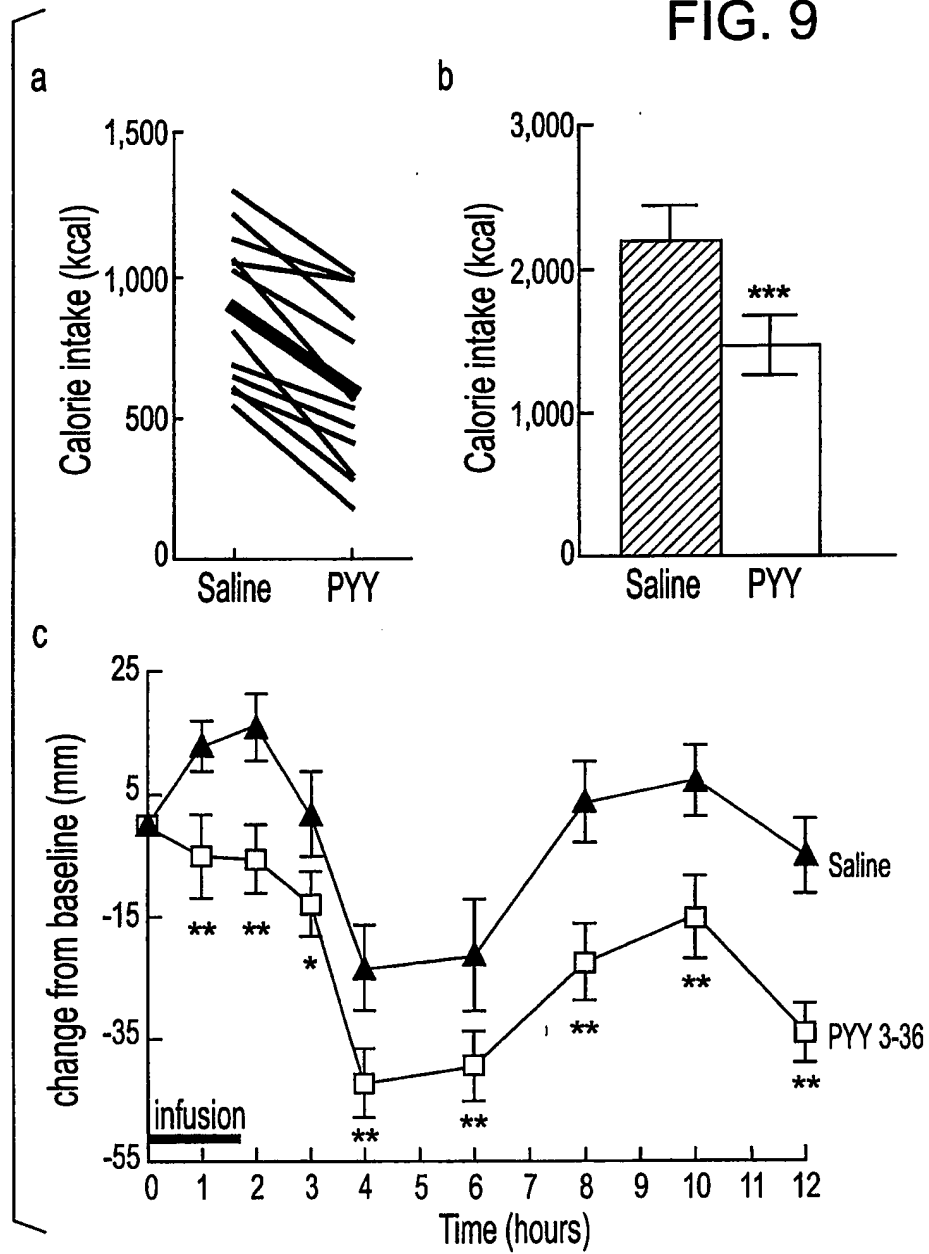 FIG. 9
a
Calorie intake (kcal)
1,500
1,000
500
0
Saline
PYY
b
Calorie intake (kcal)
3,000
2,000
1,000
0
***
Saline
PYY
c
change from baseline (mm)
25
5
-15
-35
-55
**
**
*
**
**
**
**
**
Saline
PYY 3-36
infusion
0 1 2 3 4 5 6 7 8 9 10 11 12
Time (hours)